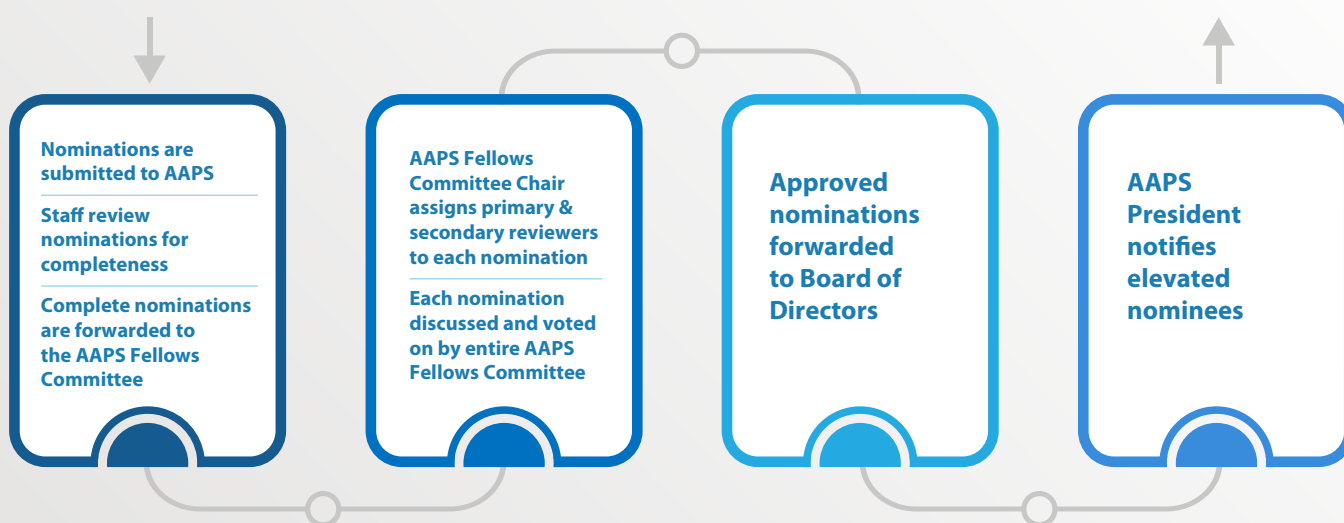 Nominations are
submitted to AAPS
Staff review
nominations for
completeness
Complete nominations
are forwarded to
the AAPS Fellows
Committee
AAPS Fellows
Committee Chair
assigns primary &
secondary reviewers
to each nomination
Each nomination
discussed and voted
on by entire AAPS
Fellows Committee
Approved
nominations
forwarded
to Board of
Directors
AAPS
President
notifies
elevated
nominees